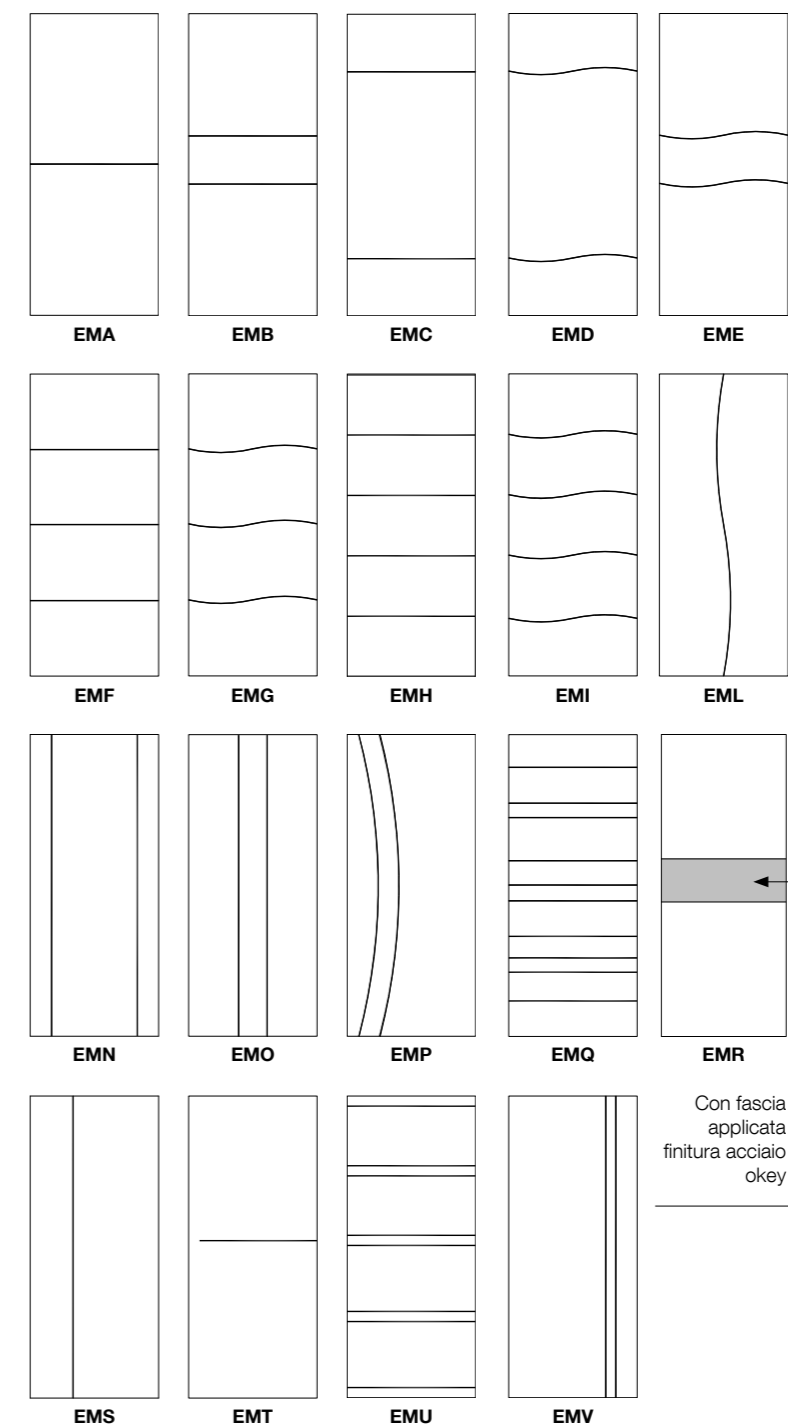 EMA EMB EMC EMD EME
EMF EMG EMH EMI EML
EMN EMO EMP EMQ EMR
Con fascia
applicata
finitura acciaio
okey
EMS EMT EMU EMV